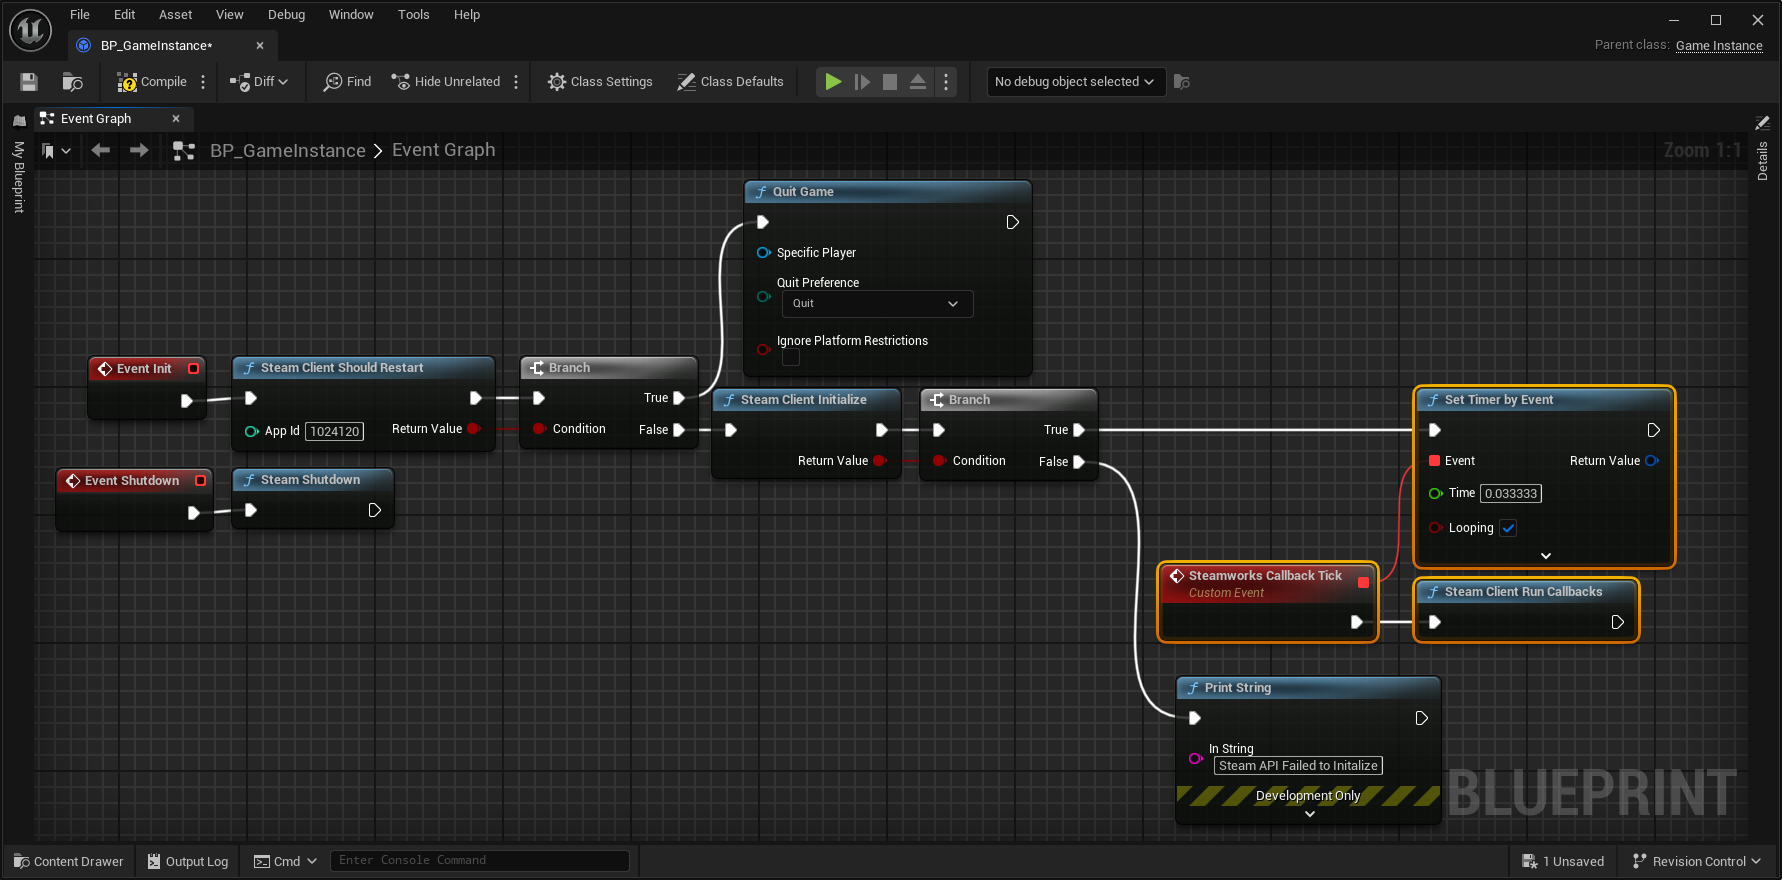 File Edit Asset View Debug Window Tools Help
BP_GameInstance*
Parent class: Game Instance
Compile Diff Find Hide Unrelated Class Settings Class Defaults No debug object selected
Event Graph
My Blueprint
BP_GameInstance > Event Graph
Zoom 1:1
Details
Quit Game
Specific Player
Quit Preference
Quit
Ignore Platform Restrictions
Event Init
Steam Client Should Restart
App Id 1024120 Return Value
Branch
True
Condition False
Steam Client Initialize
Return Value
Branch
True
Condition False
Set Timer by Event
Event Return Value
Time 0.033333
Looping
Event Shutdown
Steam Shutdown
Steamworks Callback Tick
Custom Event
Steam Client Run Callbacks
Print String
In String
Steam API Failed to Initalize
Development Only
BLUEPRINT
Content Drawer Output Log Cmd Enter Console Command 1 Unsaved Revision Control